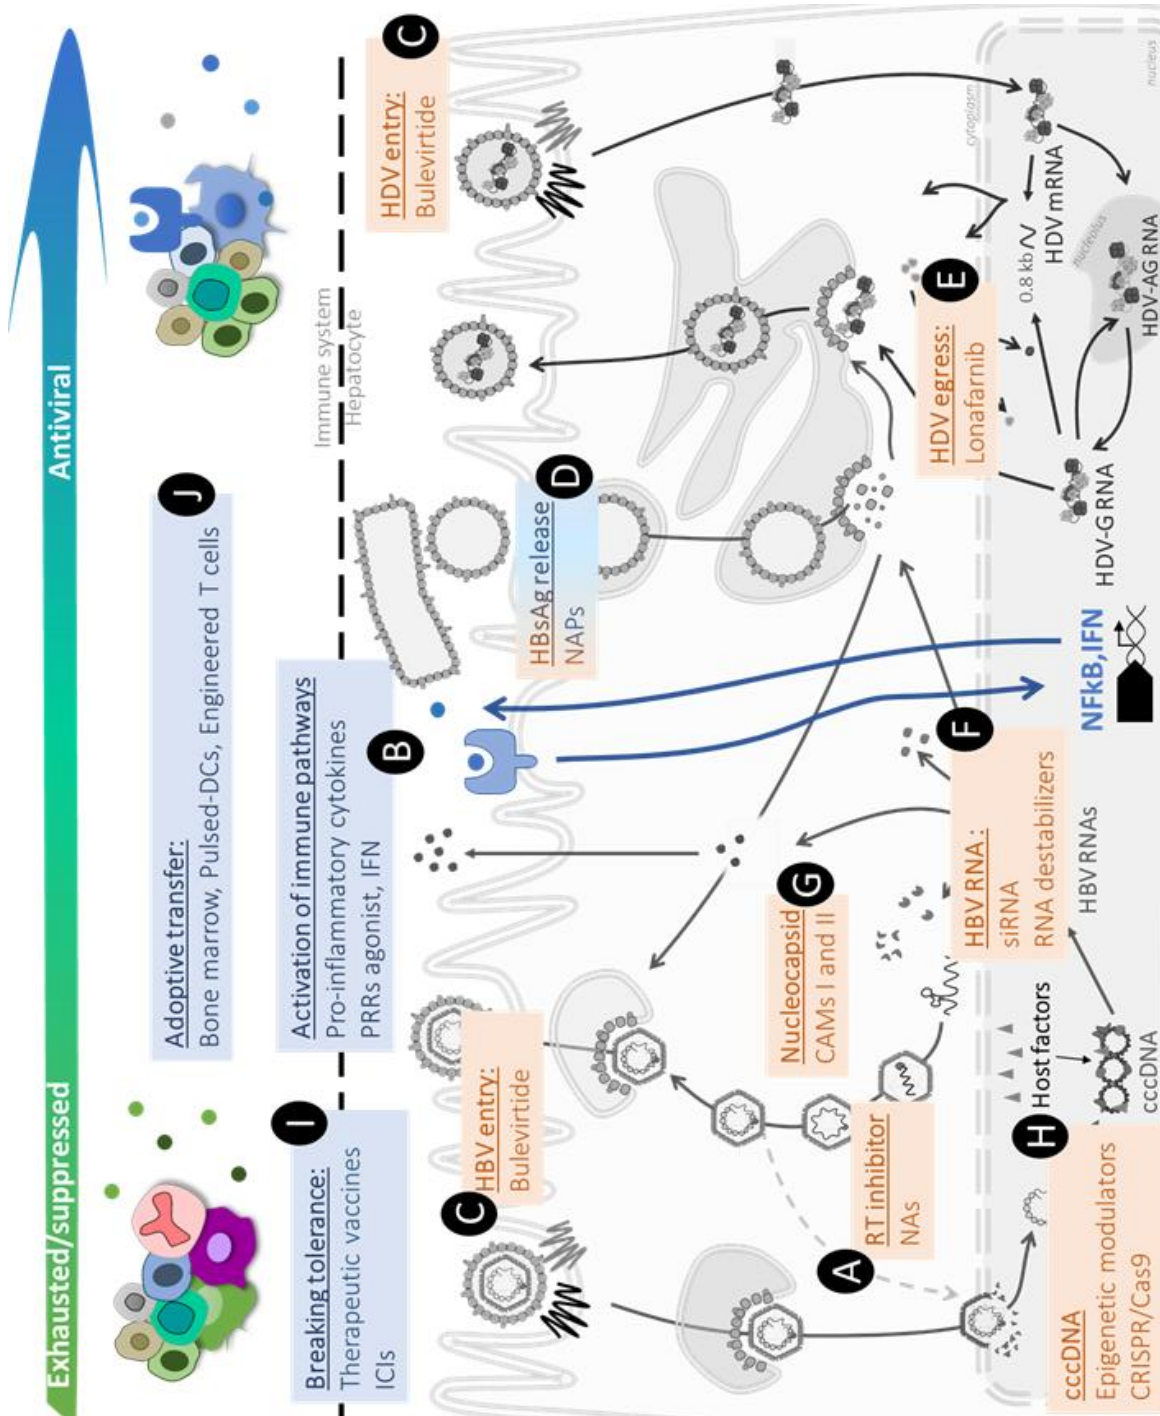 Exhausted/suppressed
Antiviral
Adoptive transfer:
Bone marrow, Pulsed-DCs, Engineered T cells
J
Breaking tolerance:
Therapeutic vaccines
ICIs
I
Activation of immune pathways
Pro-inflammatory cytokines
PRRs agonist, IFN
B
Immune system
Hepatocyte
HDV entry:
Bulevirtide
C
C
HBV entry:
Bulevirtide
HBsAg release
NAPs
D
Nucleocapsid
CAMs I and II
G
RT inhibitor
NAs
A
HBV RNA :
siRNA
RNA destabilizers
F
HDV egress:
Lonafarnib
E
cytoplasm
nucleus
cccDNA
Epigenetic modulators
CRISPR/Cas9
H
Host factors
cccDNA
HBV RNAs
NFkB,IFN
HDV-G RNA
0.8 kb
HDV mRNA
nucleolus
HDV-AG RNA